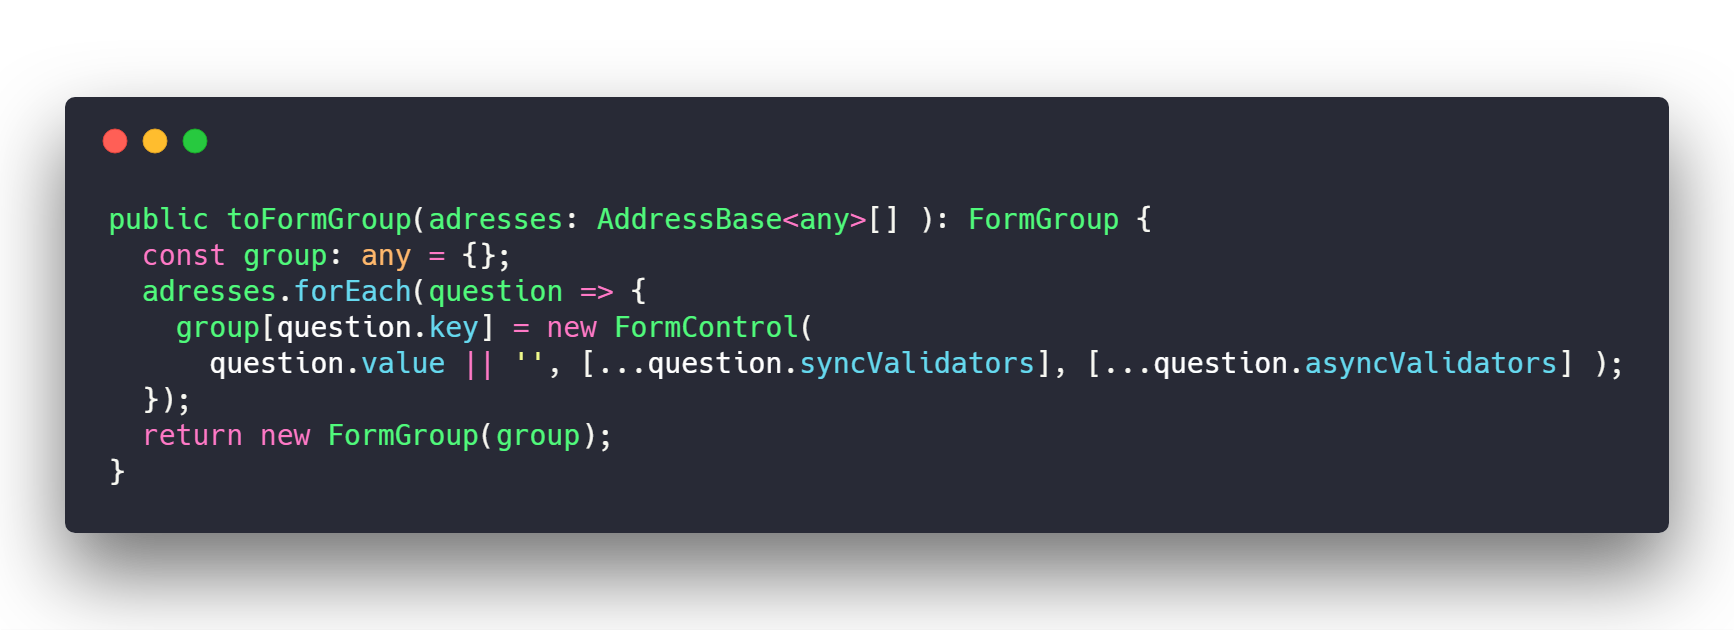 public toFormGroup(adresses: AddressBase<any>[] ): FormGroup {
  const group: any = {};
  adresses.forEach(question => {
    group[question.key] = new FormControl(
      question.value || '', [...question.syncValidators], [...question.asyncValidators] );
  });
  return new FormGroup(group);
}